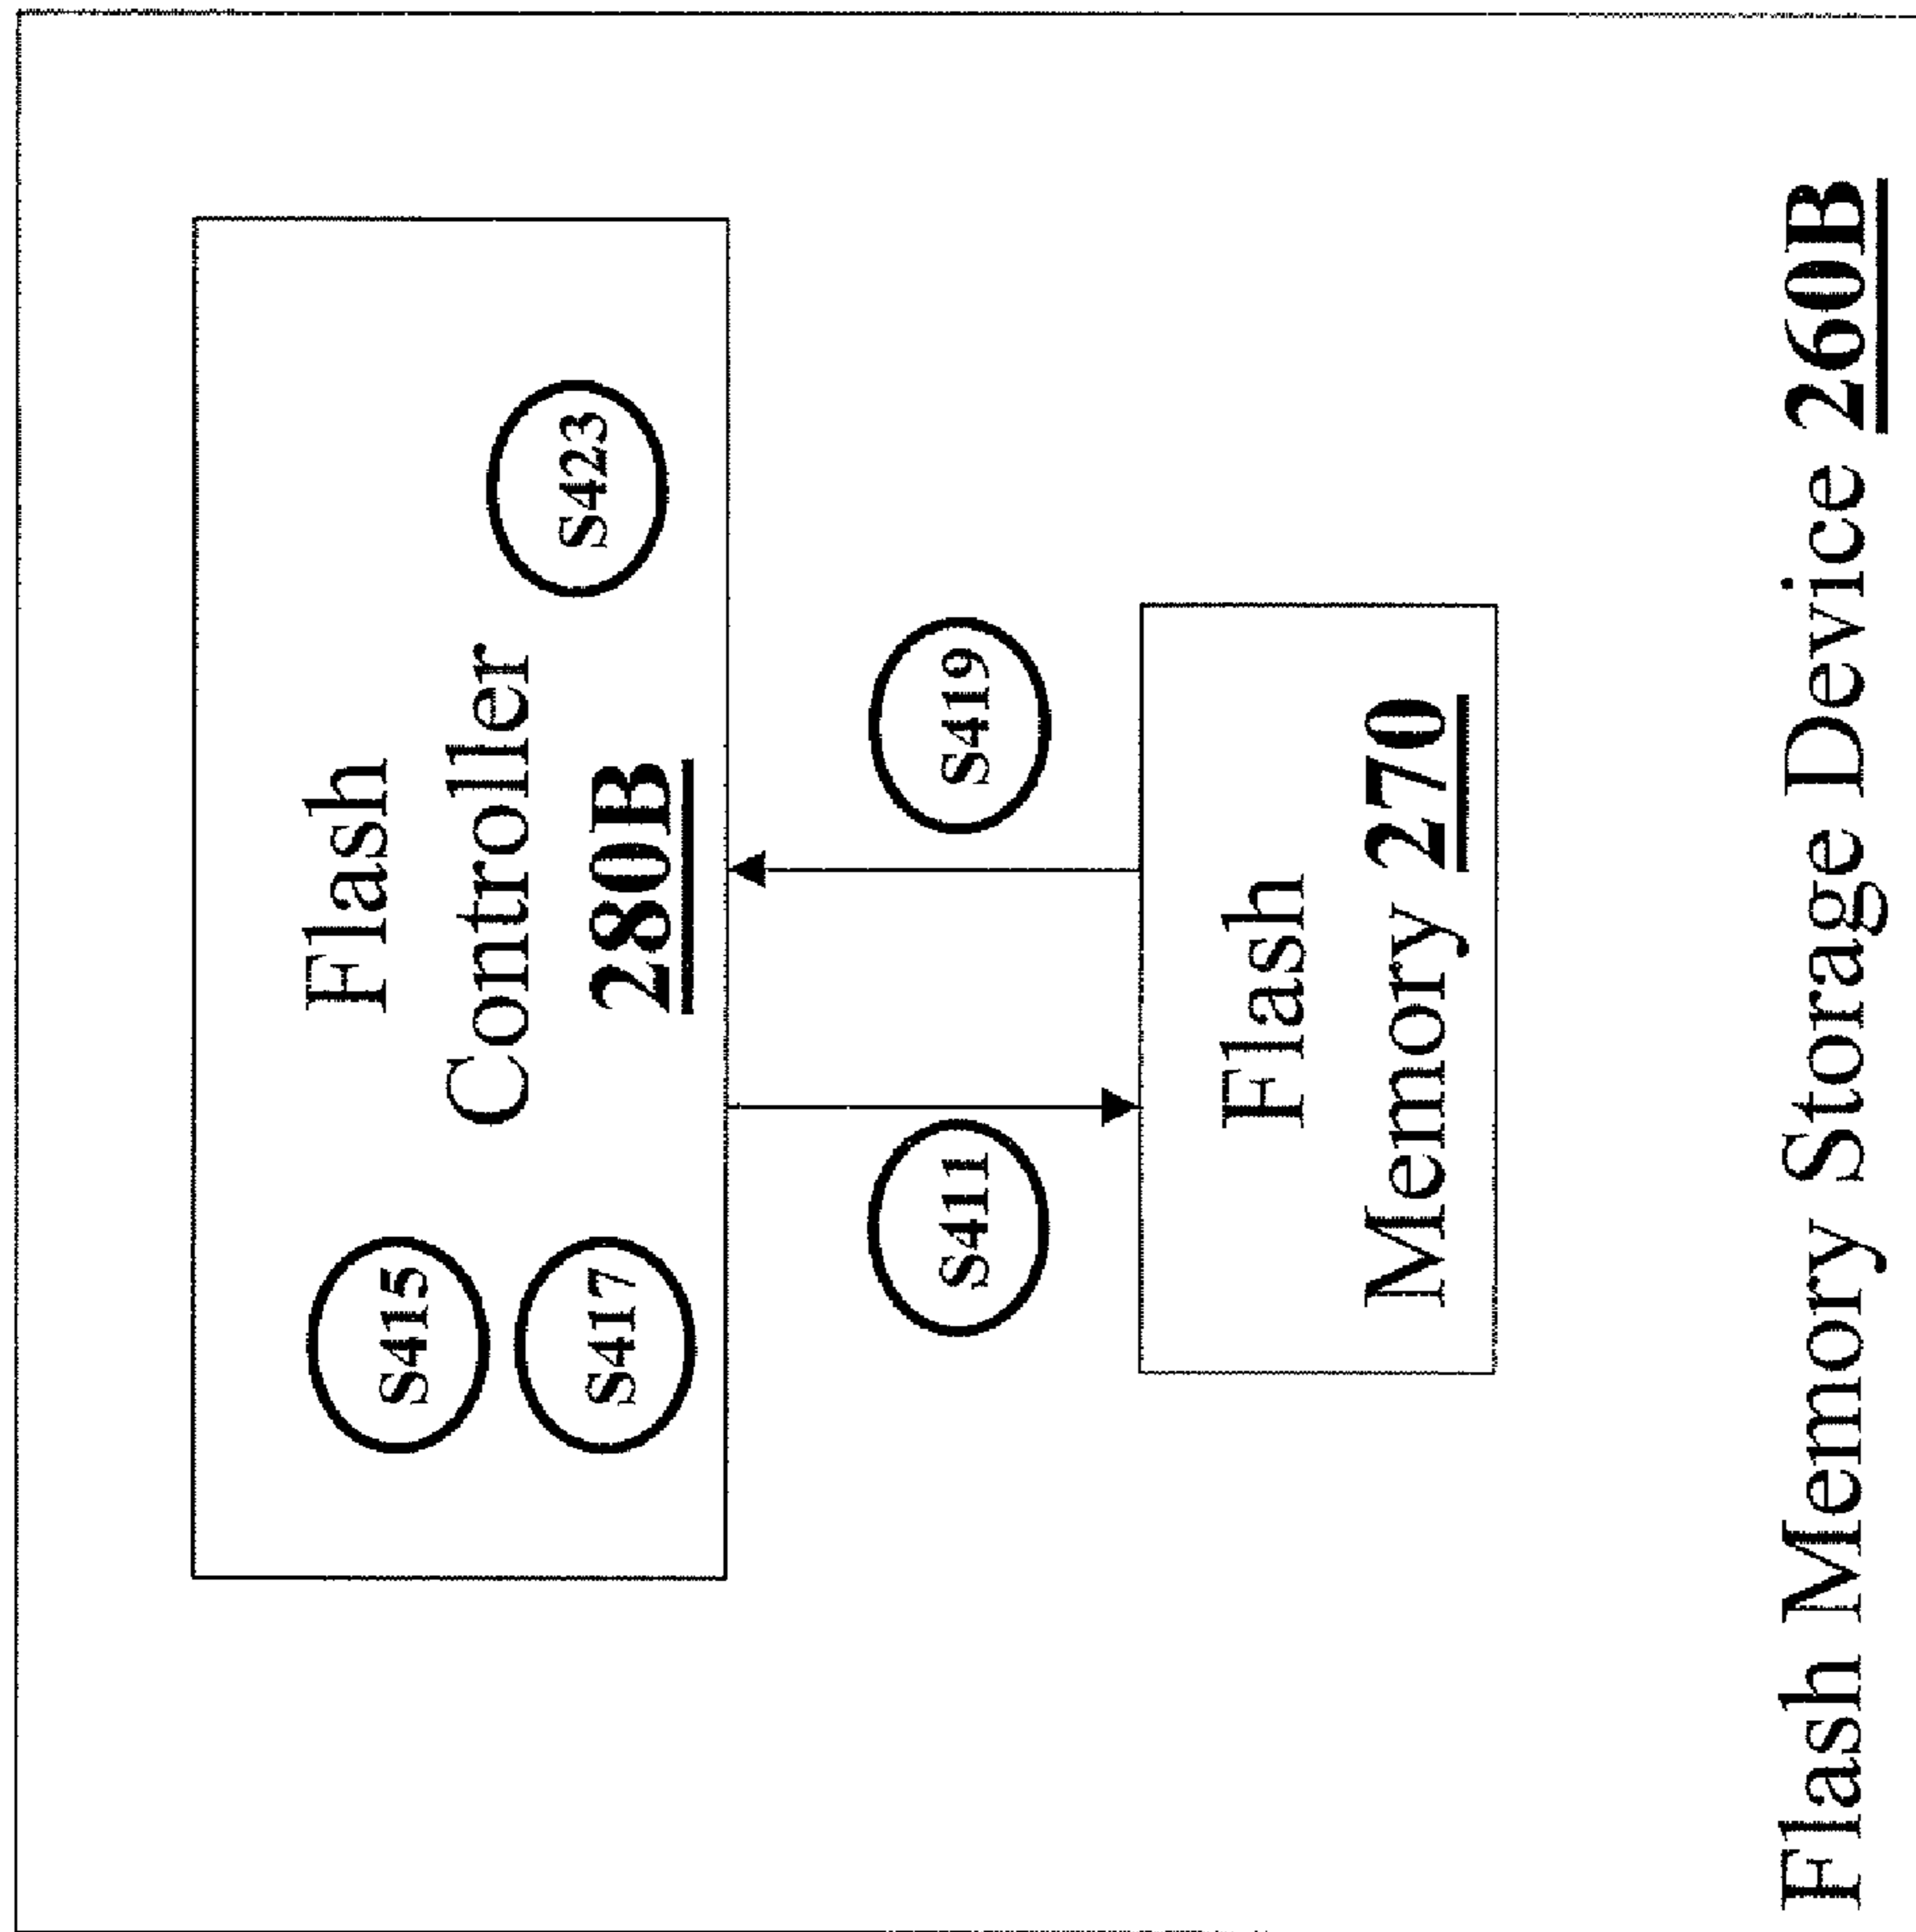 Flash
Controller
280B
S415
S417
S423
S411
S419
Flash
Memory 270
Flash Memory Storage Device 260B